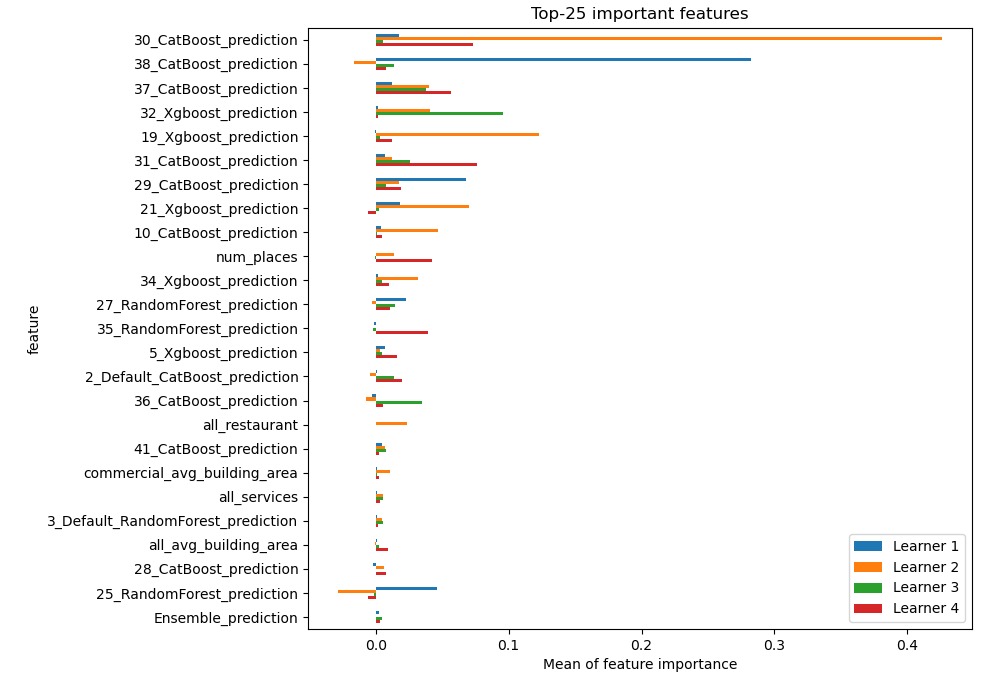 Top-25 important features
30_CatBoost_prediction
38_CatBoost_prediction
37_CatBoost_prediction
32_Xgboost_prediction
19_Xgboost_prediction
31_CatBoost_prediction
29_CatBoost_prediction
21_Xgboost_prediction
10_CatBoost_prediction
num_places
34_Xgboost_prediction
27_RandomForest_prediction
35_RandomForest_prediction
5_Xgboost_prediction
2_Default_CatBoost_prediction
36_CatBoost_prediction
all_restaurant
41_CatBoost_prediction
commercial_avg_building_area
all_services
3_Default_RandomForest_prediction
all_avg_building_area
28_CatBoost_prediction
25_RandomForest_prediction
Ensemble_prediction
feature
Learner 1
Learner 2
Learner 3
Learner 4
0.0 0.1 0.2 0.3 0.4
Mean of feature importance